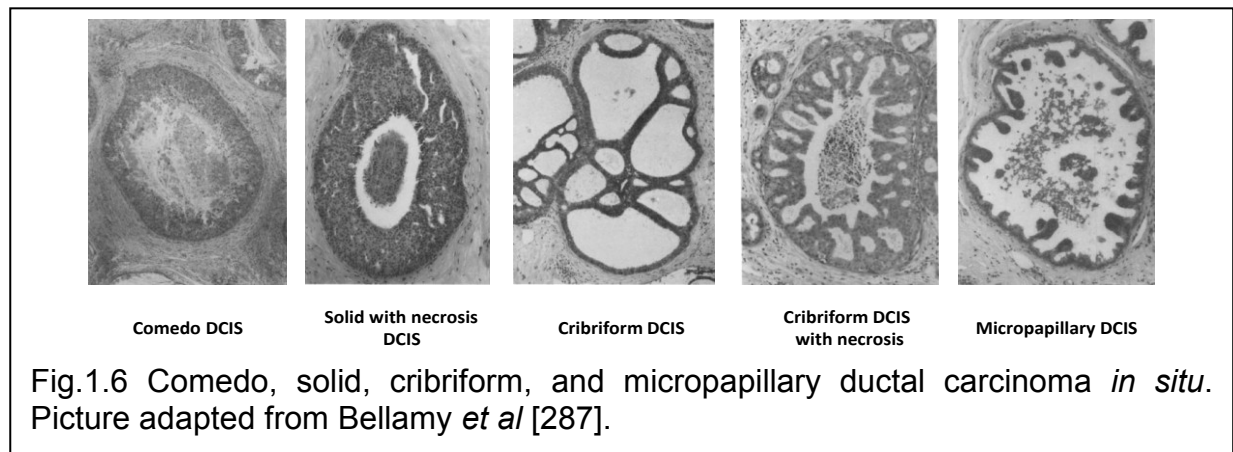 Comedo DCIS
Solid with necrosis
DCIS
Cribriform DCIS
Cribriform DCIS
with necrosis
Micropapillary DCIS
Fig.1.6 Comedo, solid, cribriform, and micropapillary ductal carcinoma in situ.
Picture adapted from Bellamy et al [287].